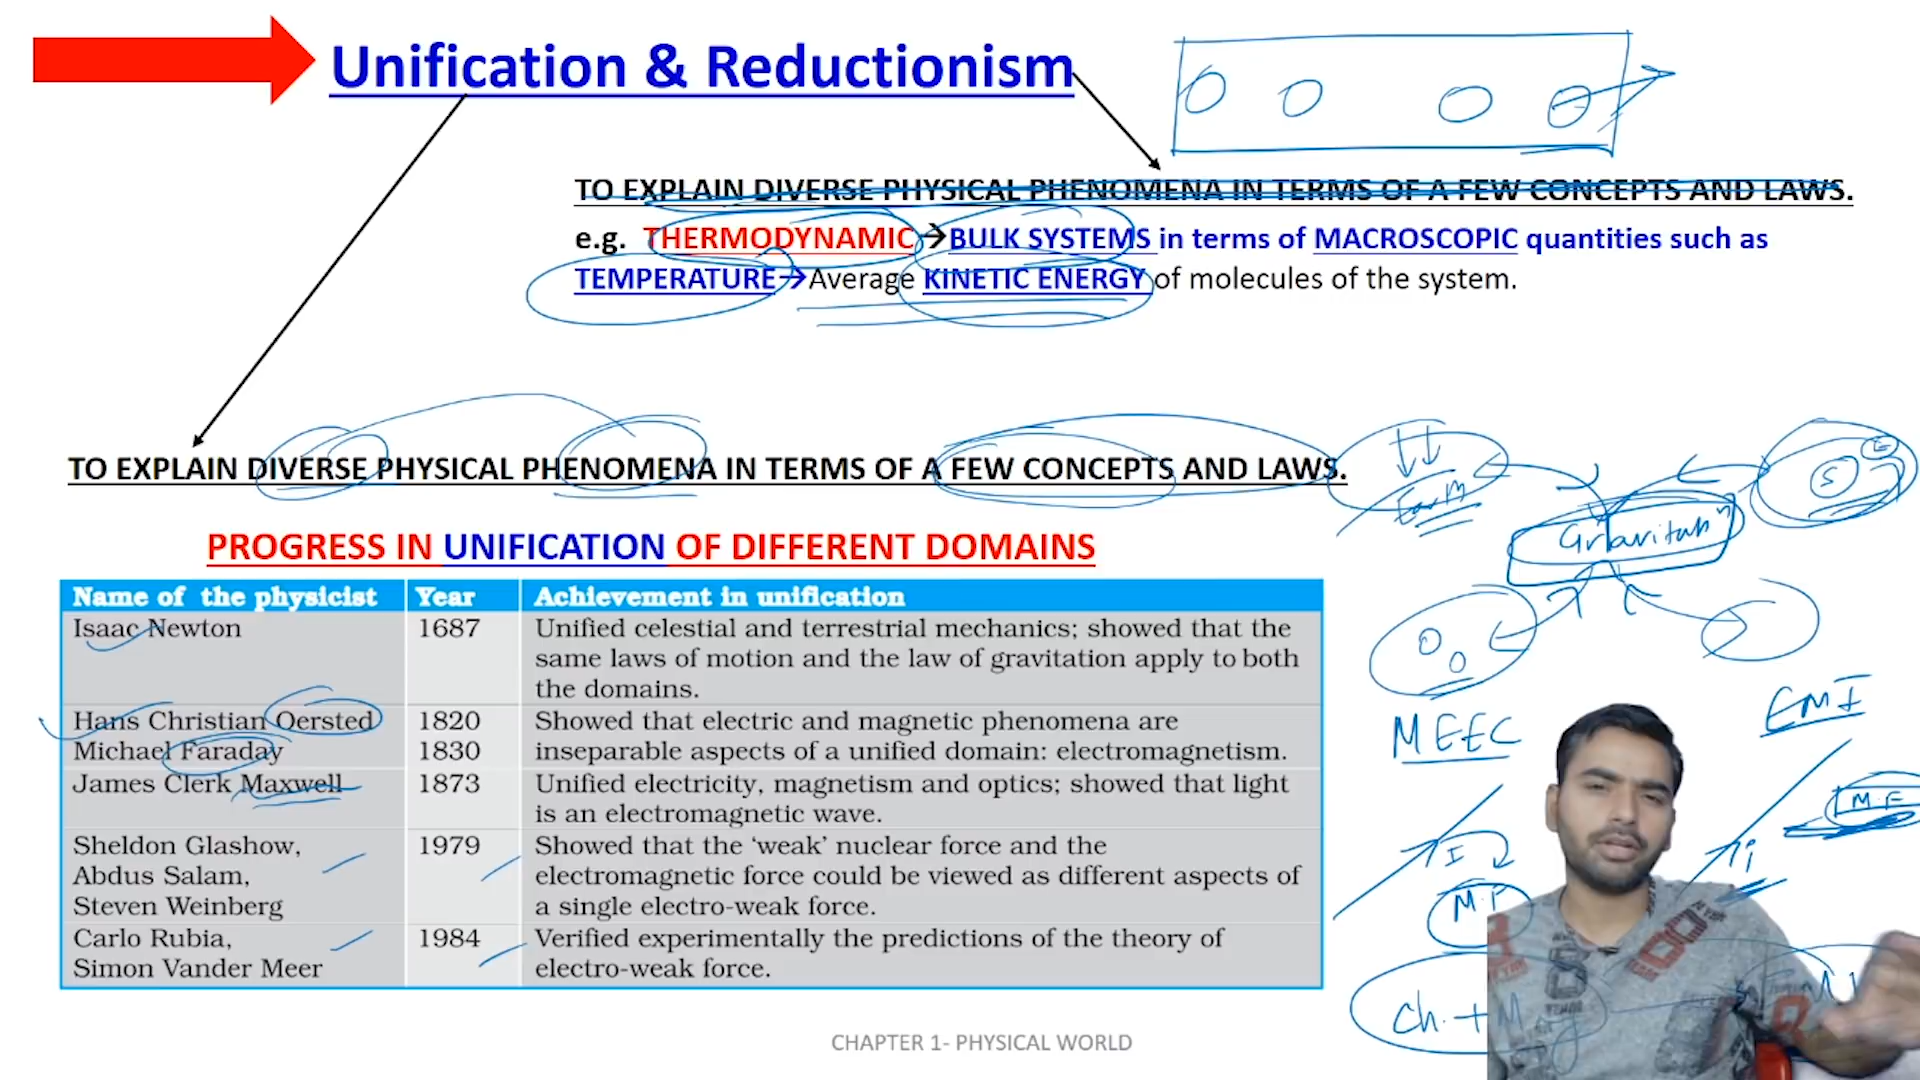 Unification & Reductionism
TO EXPLAIN DIVERSE PHYSICAL PHENOMENA IN TERMS OF A FEW CONCEPTS AND LAWS.
e.g. THERMODYNAMIC→BULK SYSTEMS in terms of MACROSCOPIC quantities such as
TEMPERATURE→Average KINETIC ENERGY of molecules of the system.
TO EXPLAIN DIVERSE PHYSICAL PHENOMENA IN TERMS OF A FEW CONCEPTS AND LAWS.
Earth
S
E
Gravitatn
PROGRESS IN UNIFICATION OF DIFFERENT DOMAINS
Name of the physicist Year Achievement in unification
Isaac Newton 1687 Unified celestial and terrestrial mechanics; showed that the
same laws of motion and the law of gravitation apply to both
the domains.
Hans Christian Oersted 1820 Showed that electric and magnetic phenomena are
Michael Faraday 1830 inseparable aspects of a unified domain: electromagnetism.
James Clerk Maxwell 1873 Unified electricity, magnetism and optics; showed that light
is an electromagnetic wave.
Sheldon Glashow, 1979 Showed that the ‘weak’ nuclear force and the
Abdus Salam, electromagnetic force could be viewed as different aspects of
Steven Weinberg a single electro-weak force.
Carlo Rubia, 1984 Verified experimentally the predictions of the theory of
Simon Vander Meer electro-weak force.
MEEC
EMI
I
M.F
i
M.F
Ch. + M
CHAPTER 1- PHYSICAL WORLD